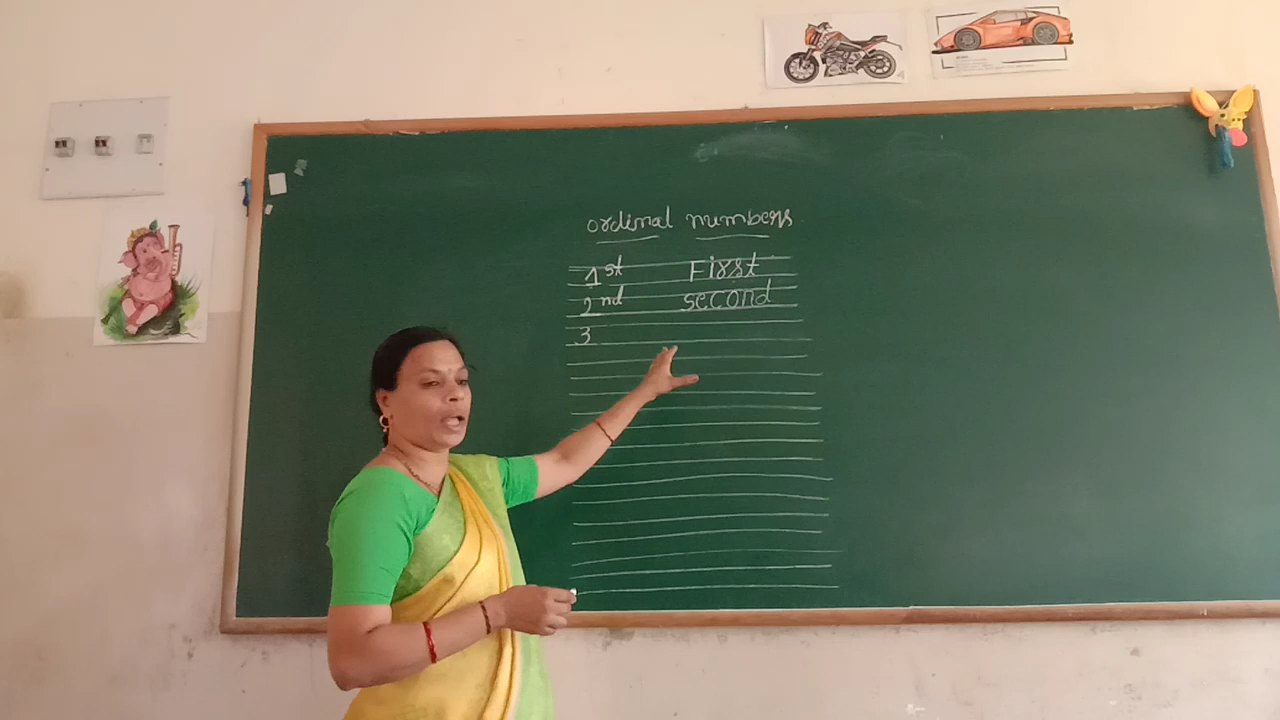 ordinal numbers
1st First
2nd second
3